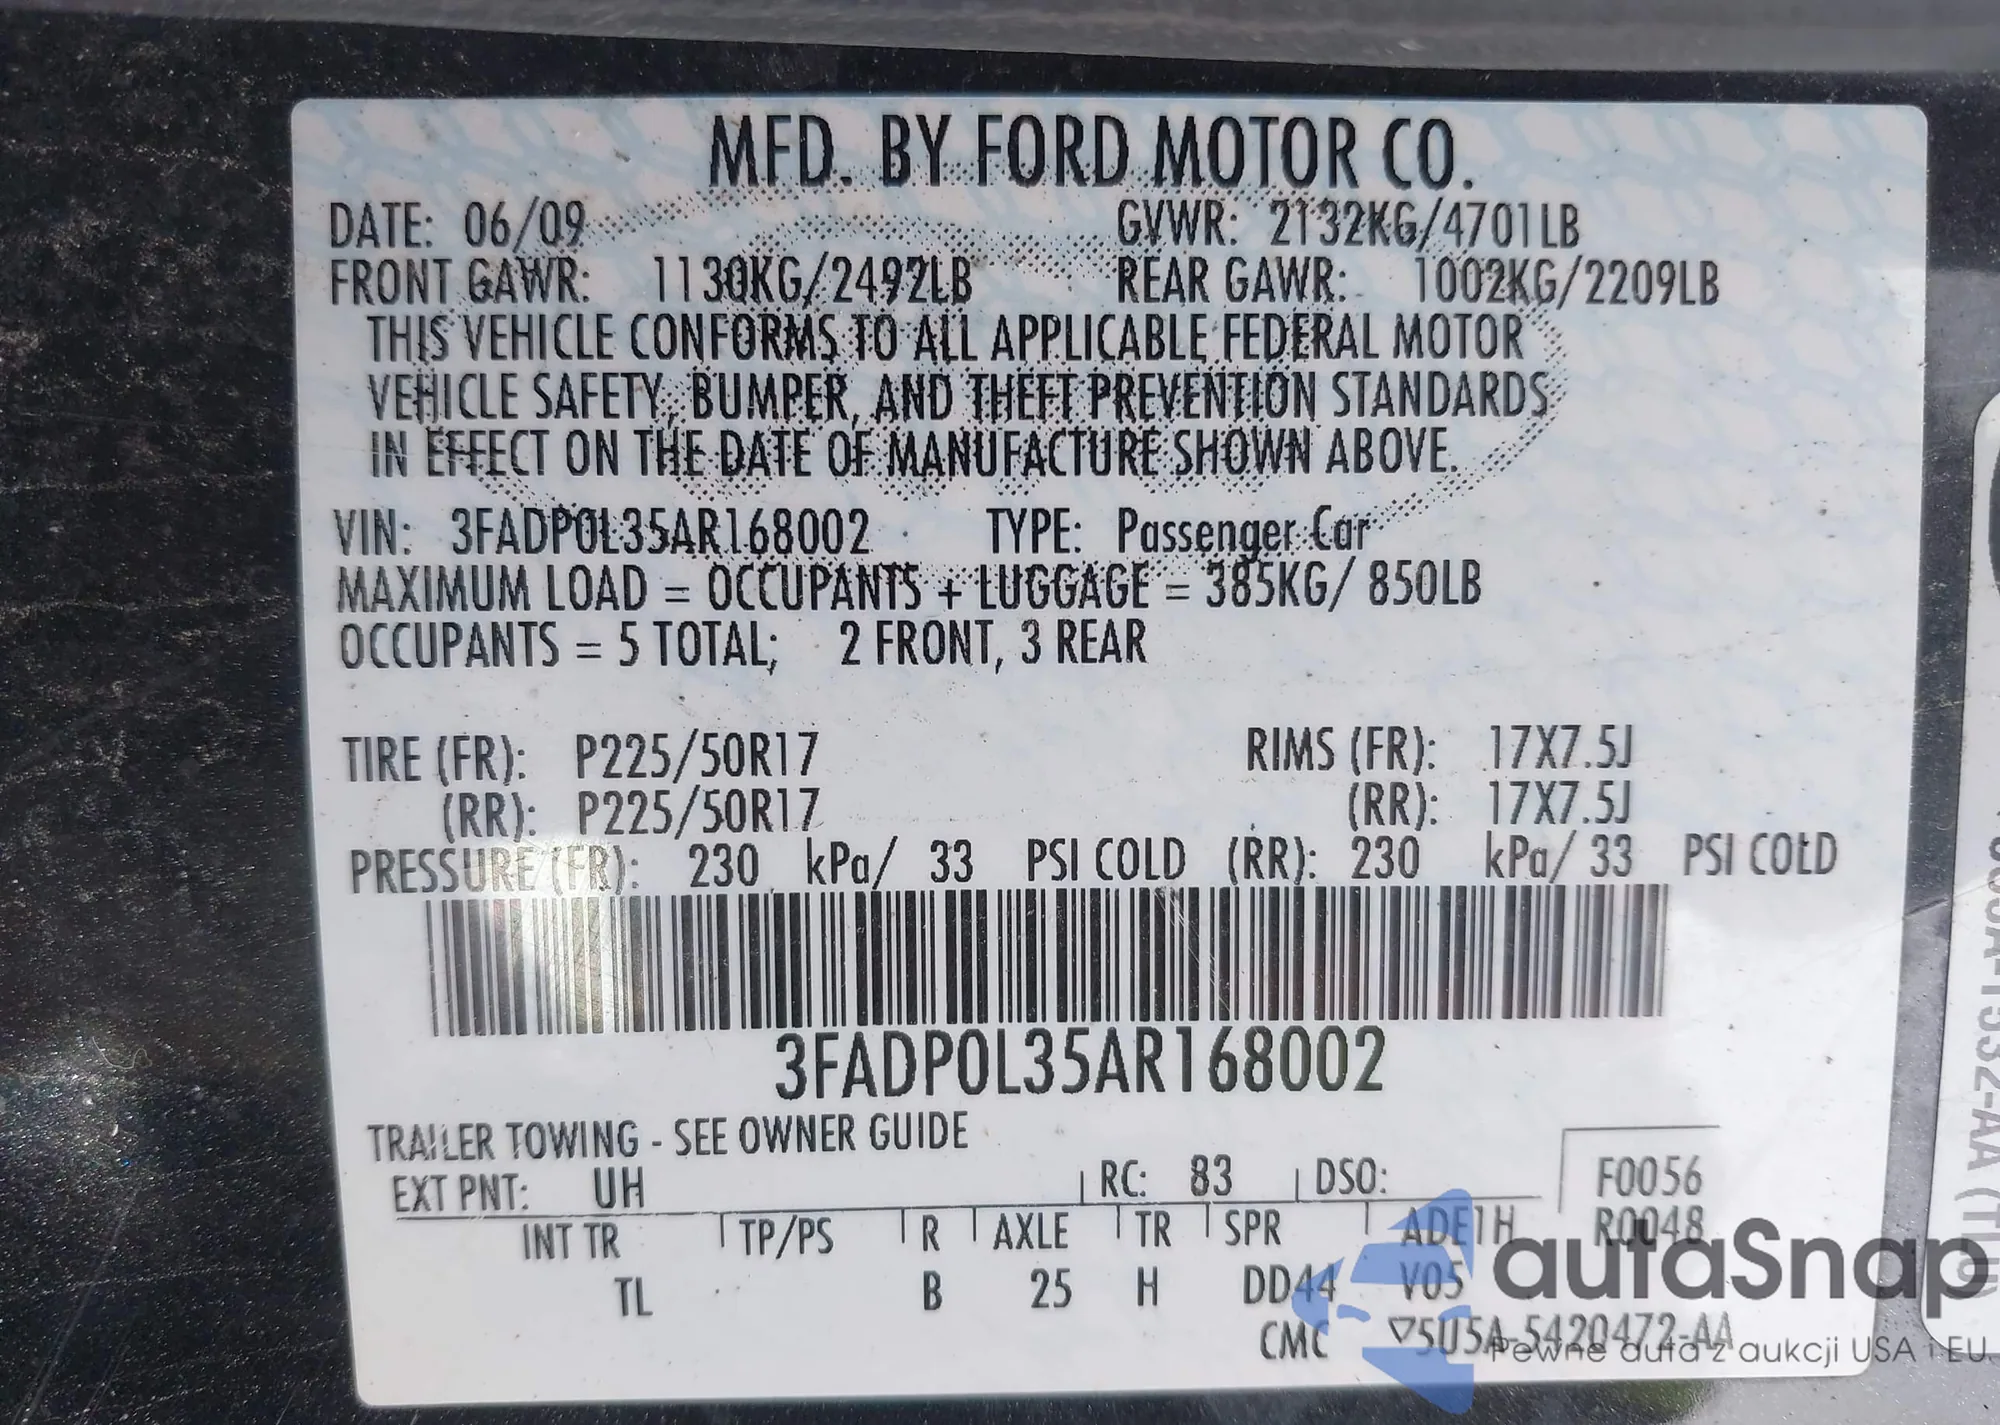 MFD. BY FORD MOTOR CO.
DATE: 06/09 GVWR: 2132KG/4701LB
FRONT GAWR: 1130KG/2492LB REAR GAWR: 1002KG/2209LB
THIS VEHICLE CONFORMS TO ALL APPLICABLE FEDERAL MOTOR
VEHICLE SAFETY, BUMPER, AND THEFT PREVENTION STANDARDS
IN EFFECT ON THE DATE OF MANUFACTURE SHOWN ABOVE.
VIN: 3FADP0L35AR168002 TYPE: Passenger Car
MAXIMUM LOAD = OCCUPANTS + LUGGAGE = 385KG/ 850LB
OCCUPANTS = 5 TOTAL; 2 FRONT, 3 REAR
TIRE (FR): P225/50R17 RIMS (FR): 17X7.5J
(RR): P225/50R17 (RR): 17X7.5J
PRESSURE (FR): 230 kPa/ 33 PSI COLD (RR): 230 kPa/ 33 PSI COLD
3FADP0L35AR168002
TRAILER TOWING - SEE OWNER GUIDE
EXT PNT: UH RC: 83 DSO: F0056
INT TR TP/PS R AXLE TR SPR ADE1H R0048
TL B 25 H DD44 V05
CMC ▽5U5A-5420472-AA
autaSnap
Pewne auta z aukcji USA i EU
1532-AA